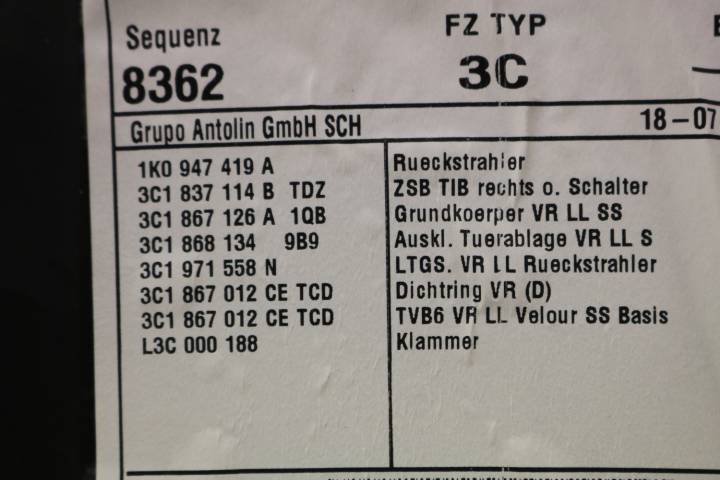 Sequenz FZ TYP
8362 3C
Grupo Antolin GmbH SCH 18-07
1K0 947 419 A Rueckstrahler
3C1 837 114 B TDZ ZSB TIB rechts o. Schalter
3C1 867 126 A 1QB Grundkoerper VR LL SS
3C1 868 134 9B9 Auskl. Tuerablage VR LL S
3C1 971 558 N LTGS. VR LL Rueckstrahler
3C1 867 012 CE TCD Dichtring VR (D)
3C1 867 012 CE TCD TVB6 VR LL Velour SS Basis
L3C 000 188 Klammer